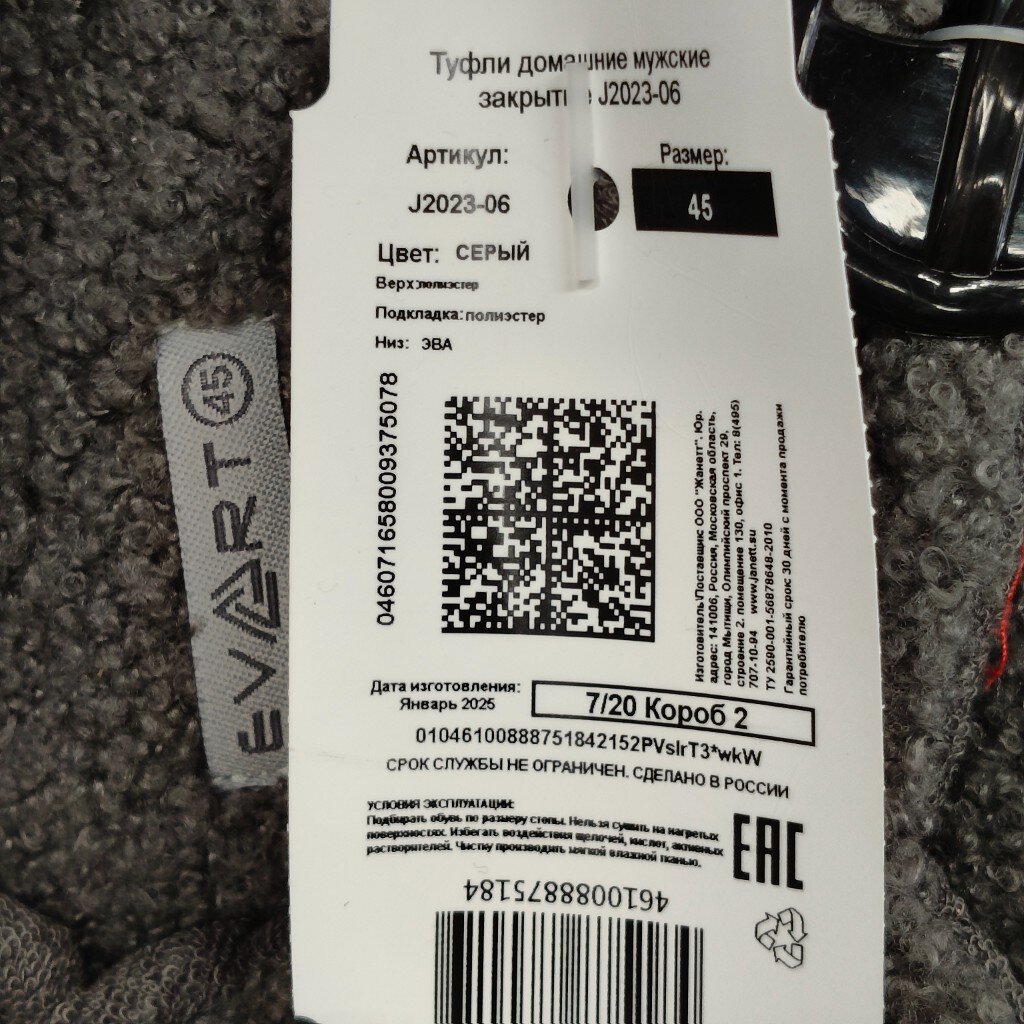 Туфли домашние мужские
закрытые J2023-06
Артикул:
Размер:
J2023-06
45
Цвет: СЕРЫЙ
Верх:полиэстер
Подкладка:полиэстер
Низ: ЭВА
04607165800937​5078
Изготовитель\Поставщик: ООО "Жанетт". Юр.
адрес: 141006, Россия, Московская область,
город Мытищи, Олимпийский проспект 29,
строение 2, помещение 130, офис 1. Тел: 8(495)
707-10-94 www.janett.su
ТУ 2590-001-56878648-2010
Гарантийный срок: 30 дней с момента продажи
потребителю
Дата изготовления:
Январь 2025
7/20 Короб 2
01046100888751842152PVsIrT3*wkW
СРОК СЛУЖБЫ НЕ ОГРАНИЧЕН. СДЕЛАНО В РОССИИ
УСЛОВИЯ ЭКСПЛУАТАЦИИ:
Подбирать обувь по размеру стопы. Нельзя сушить на нагретых
поверхностях. Избегать воздействия щелочей, кислот, активных
растворителей. Чистку производить мягкой влажной тканью.
EAC
4610088875184
EVART 45